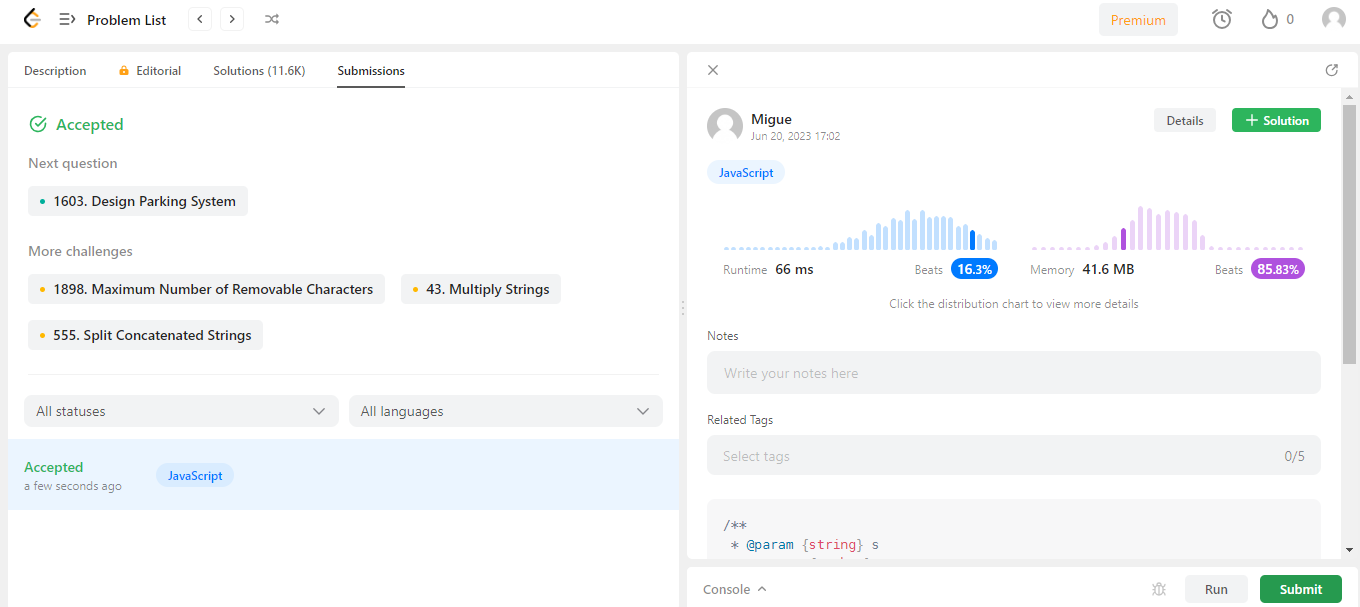 Problem List
Premium
0
Description
Editorial
Solutions (11.6K)
Submissions
Accepted
Next question
1603. Design Parking System
More challenges
1898. Maximum Number of Removable Characters
43. Multiply Strings
555. Split Concatenated Strings
All statuses
All languages
Accepted
a few seconds ago
JavaScript
Migue
Jun 20, 2023 17:02
Details
Solution
JavaScript
Runtime 66 ms
Beats 16.3%
Memory 41.6 MB
Beats 85.83%
Click the distribution chart to view more details
Notes
Write your notes here
Related Tags
Select tags
0/5
/**
* @param {string} s
Console
Run
Submit